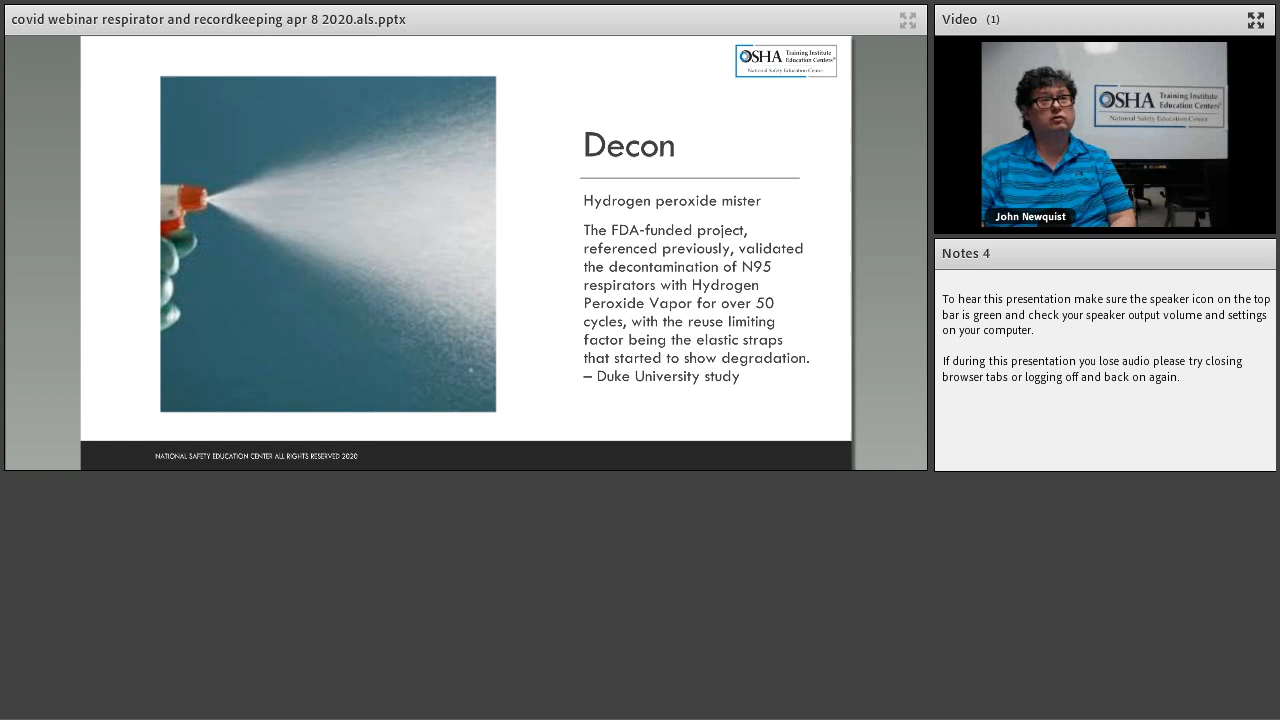 covid webinar respirator and recordkeeping apr 8 2020.als.pptx
OSHA
Training Institute
Education Centers®
National Safety Education Center
Decon
Hydrogen peroxide mister
The FDA-funded project,
referenced previously, validated
the decontamination of N95
respirators with Hydrogen
Peroxide Vapor for over 50
cycles, with the reuse limiting
factor being the elastic straps
that started to show degradation.
– Duke University study
NATIONAL SAFETY EDUCATION CENTER ALL RIGHTS RESERVED 2020
Video (1)
OSHA
Training Institute
Education Centers®
National Safety Education Center
John Newquist
Notes 4
To hear this presentation make sure the speaker icon on the top
bar is green and check your speaker output volume and settings
on your computer.
If during this presentation you lose audio please try closing
browser tabs or logging off and back on again.